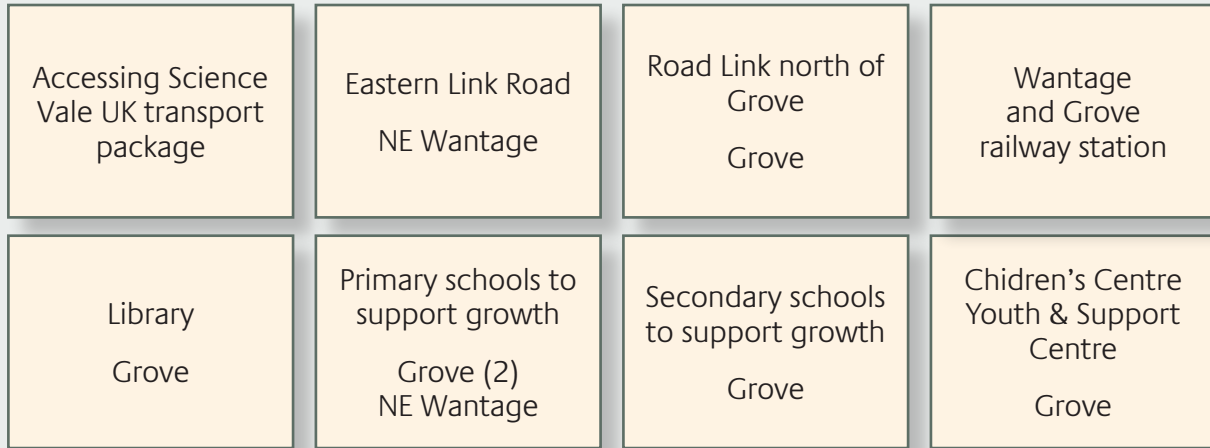 Accessing Science
Vale UK transport
package
Eastern Link Road
NE Wantage
Road Link north of
Grove
Grove
Wantage
and Grove
railway station
Library
Grove
Primary schools to
support growth
Grove (2)
NE Wantage
Secondary schools
to support growth
Grove
Chidren's Centre
Youth & Support
Centre
Grove